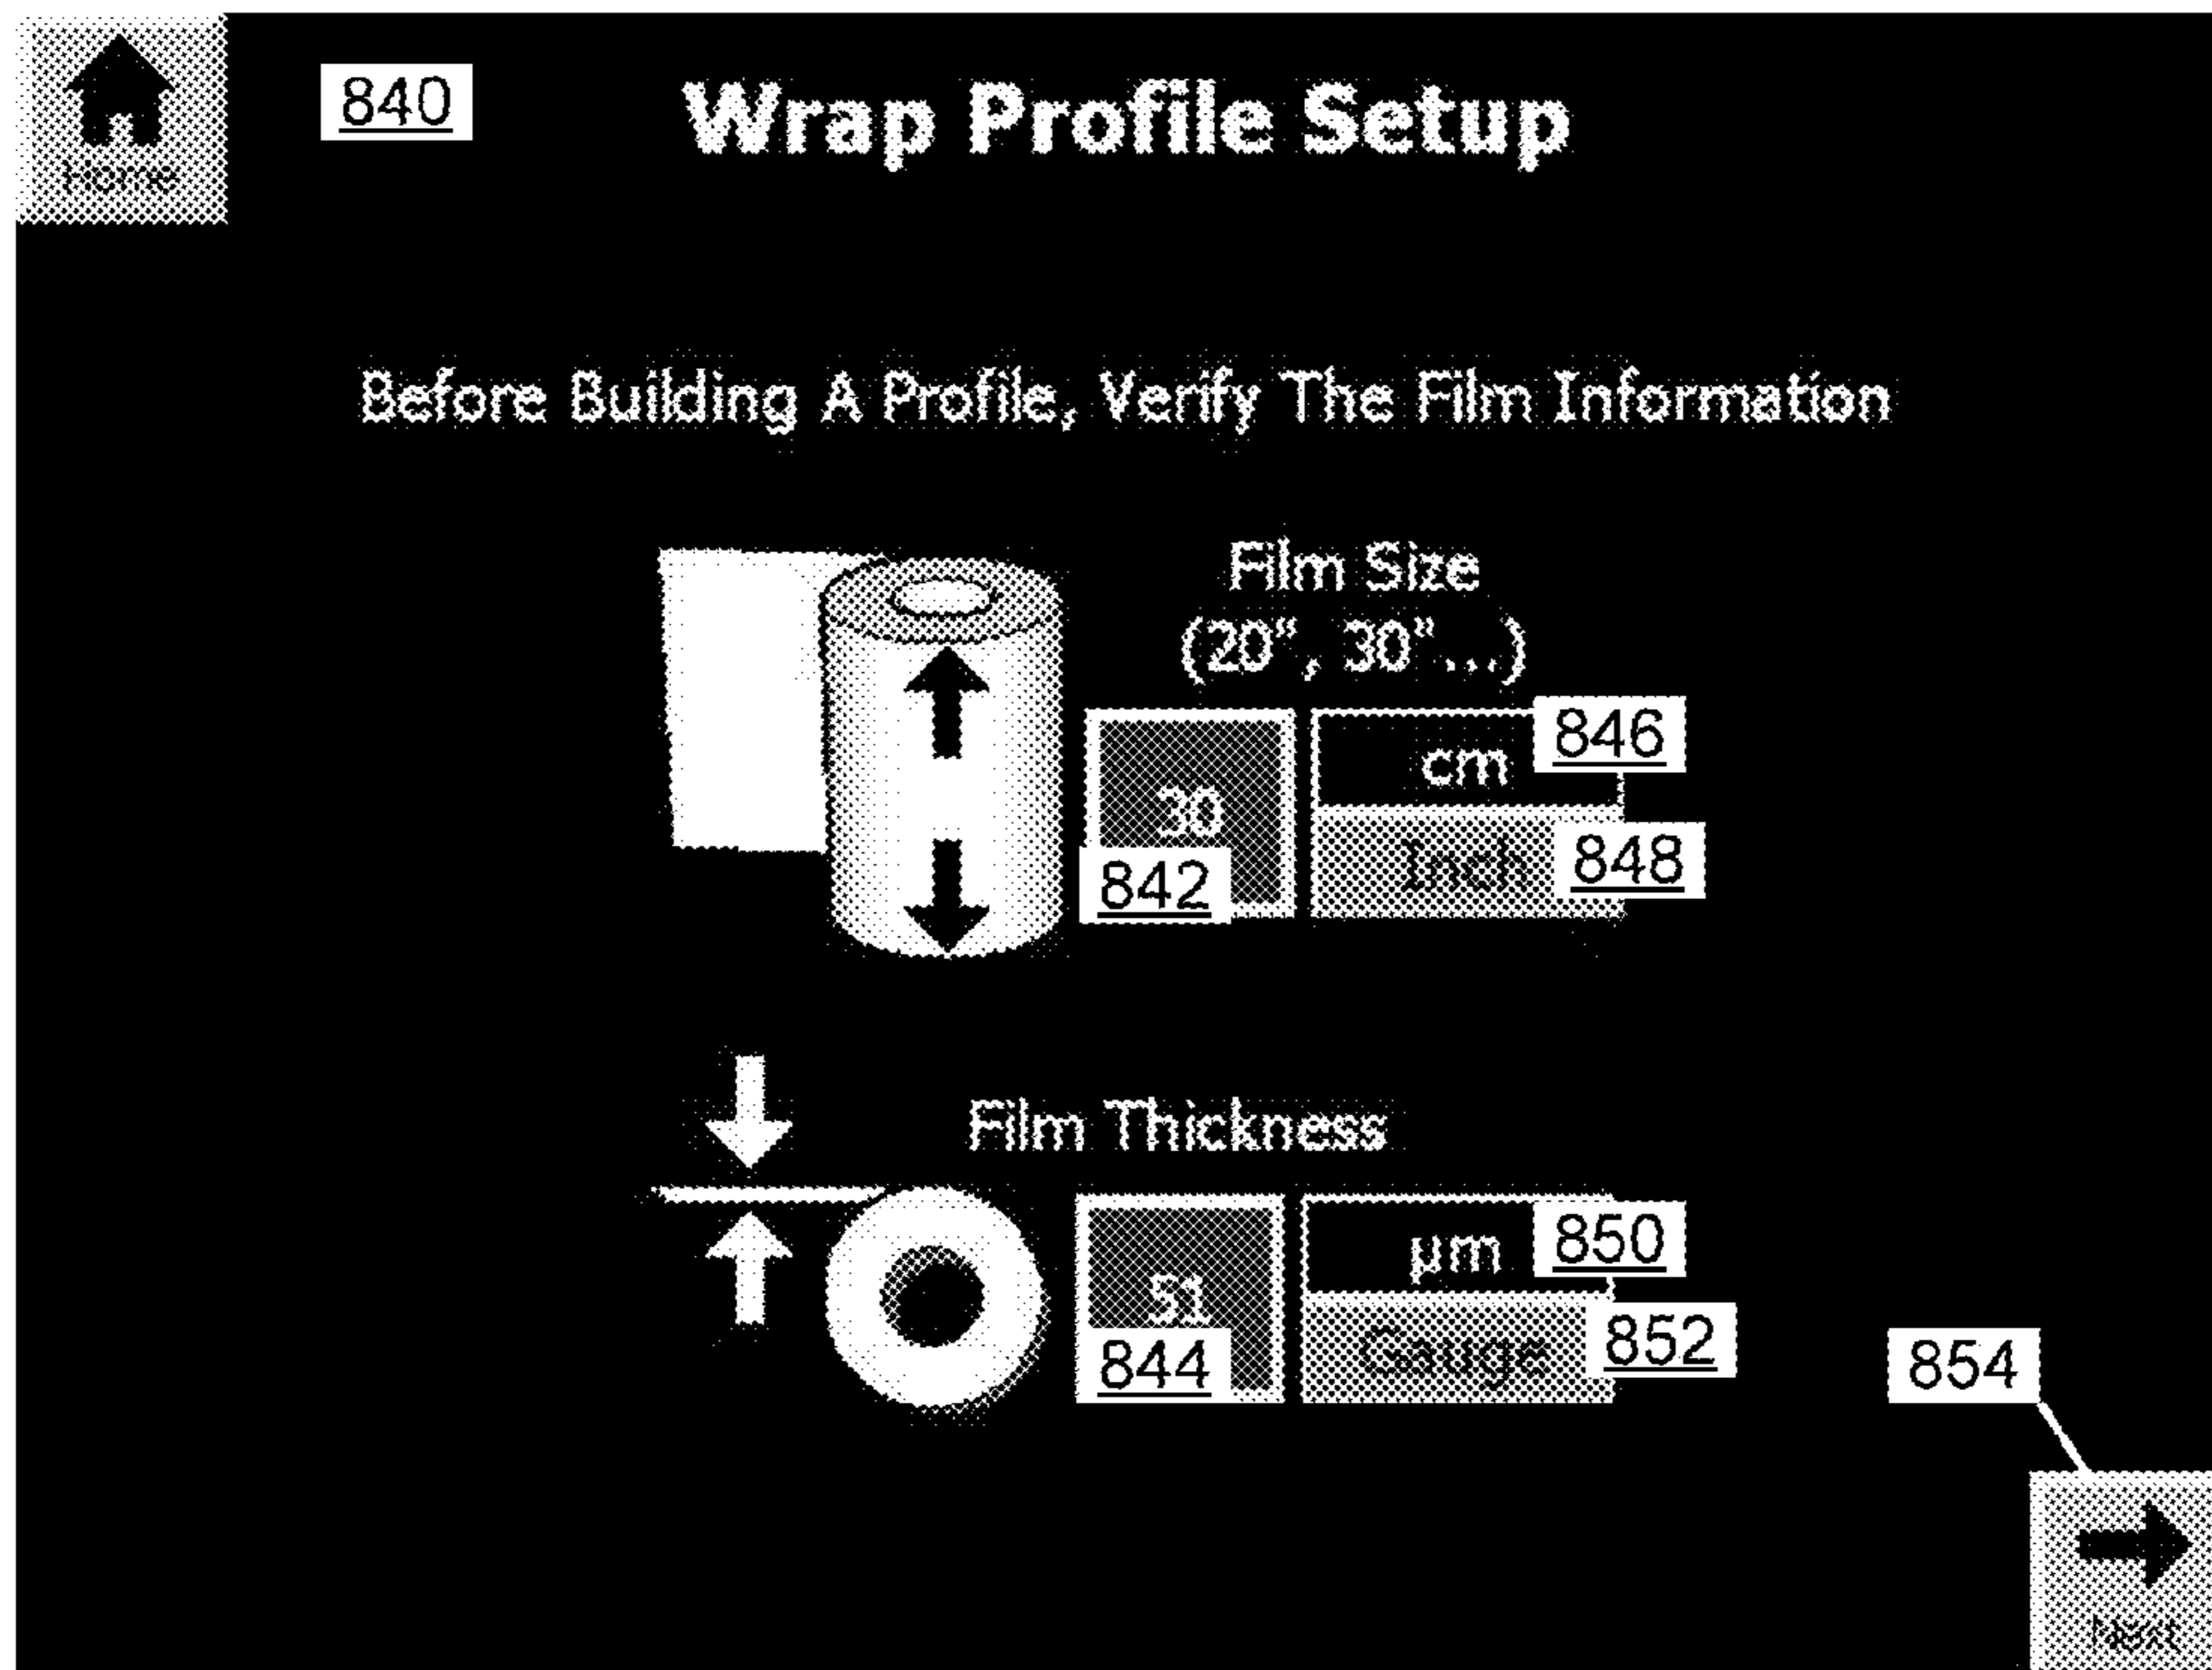 Home
840
Wrap Profile Setup
Before Building A Profile, Verify The Film Information
Film Size
(20", 30"...)
846
cm
30
Inch
848
842
Film Thickness
850
µm
51
Gauge
852
844
854
Next